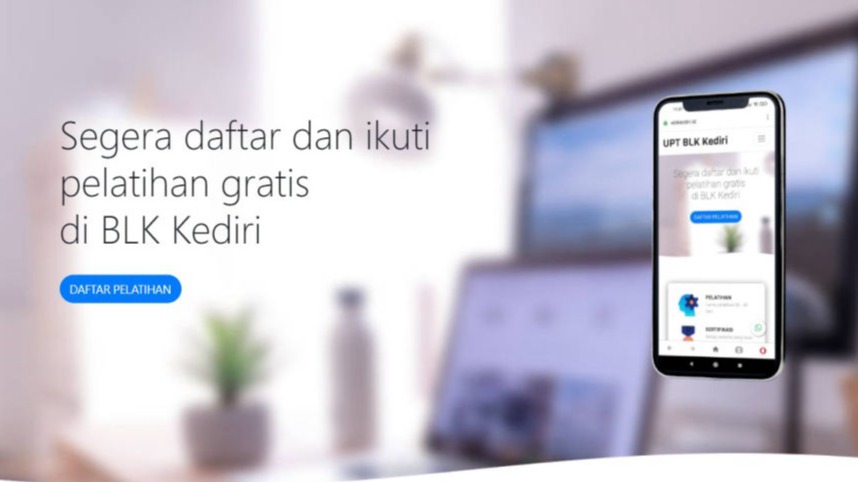 Segera daftar dan ikuti
pelatihan gratis
di BLK Kediri
DAFTAR PELATIHAN
UPT BLK Kediri
Segera daftar dan ikuti
pelatihan gratis
di BLK Kediri
DAFTAR PELATIHAN
PELATIHAN
SERTIFIKASI